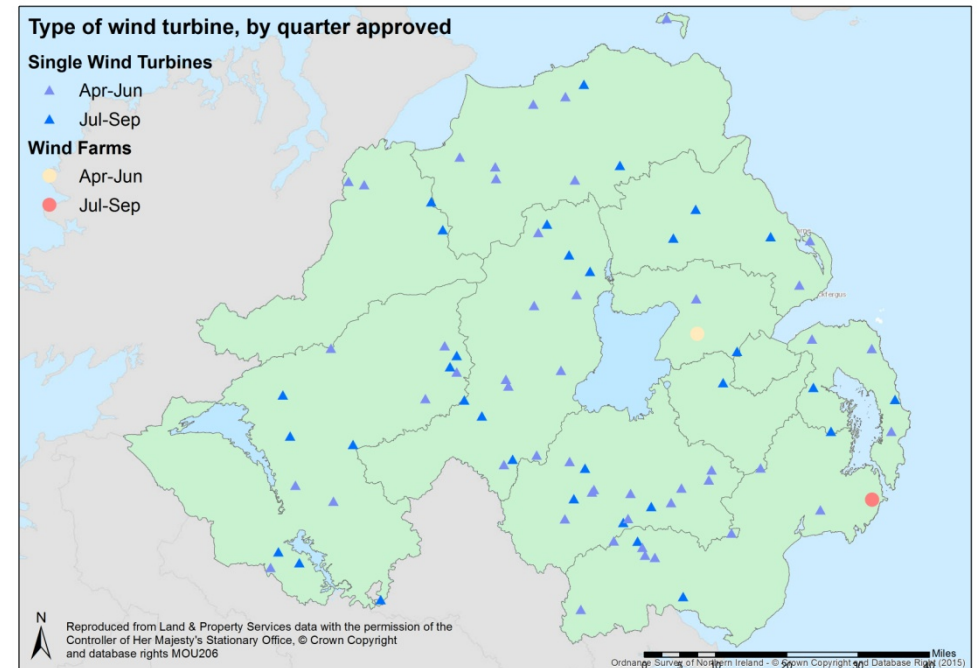 Type of wind turbine, by quarter approved
Single Wind Turbines
Apr-Jun
Jul-Sep
Wind Farms
Apr-Jun
Jul-Sep
N
Reproduced from Land & Property Services data with the permission of the
Controller of Her Majesty's Stationary Office, © Crown Copyright
and database rights MOU206
Miles
Ordnance Survey of Northern Ireland - © Crown Copyright and Database Right (2015)